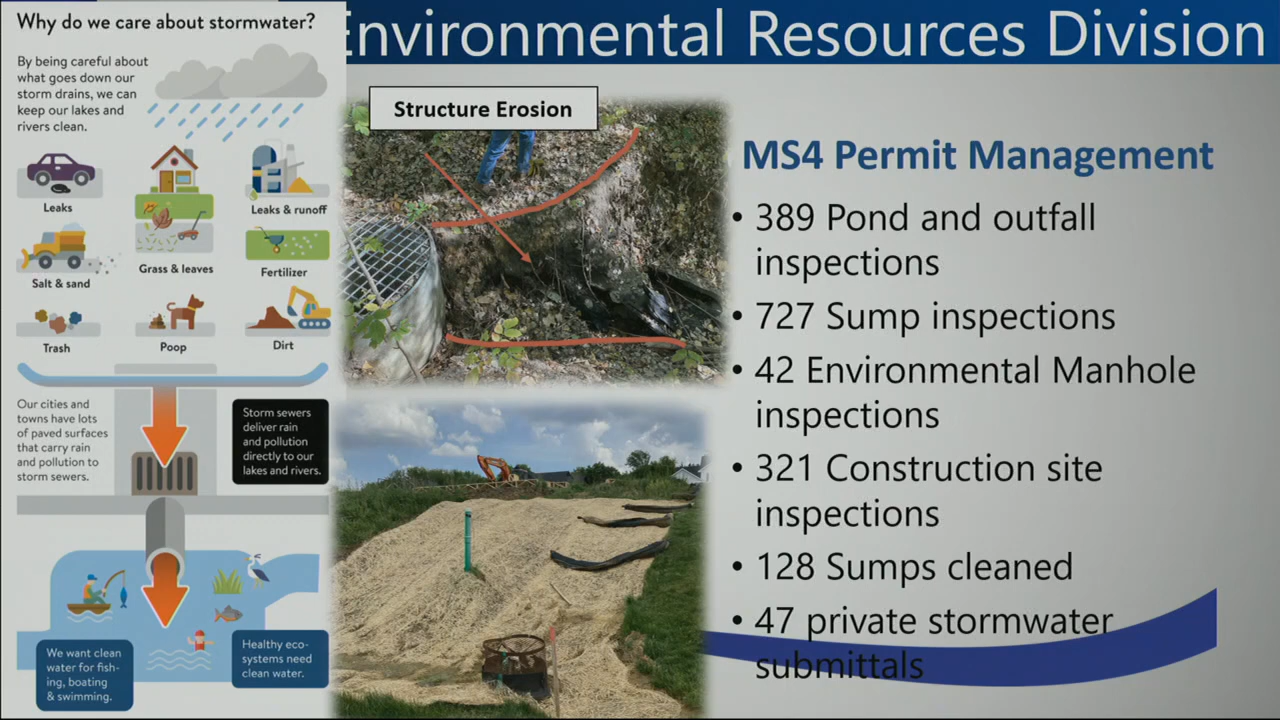 Why do we care about stormwater?
By being careful about
what goes down our
storm drains, we can
keep our lakes and
rivers clean.
Leaks
Leaks & runoff
Grass & leaves
Salt & sand
Fertilizer
Trash
Poop
Dirt
Our cities and
towns have lots
of paved surfaces
that carry rain
and pollution to
storm sewers.
Storm sewers
deliver rain
and pollution
directly to our
lakes and rivers.
We want clean
water for fish-
ing, boating
& swimming.
Healthy eco-
systems need
clean water.
Environmental Resources Division
Structure Erosion
MS4 Permit Management
• 389 Pond and outfall
inspections
• 727 Sump inspections
• 42 Environmental Manhole
inspections
• 321 Construction site
inspections
• 128 Sumps cleaned
• 47 private stormwater
submittals